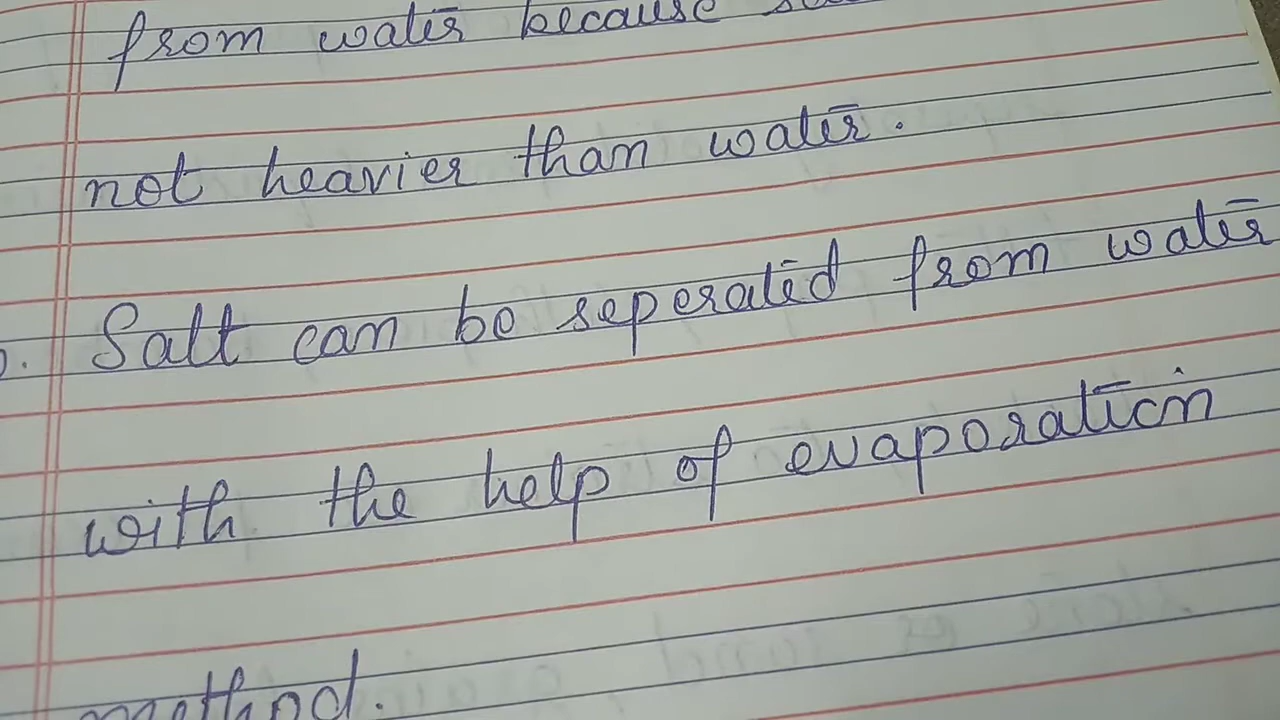 from water because
not heavier than water.
Salt can be seperated from water
with the help of evaporation
method.